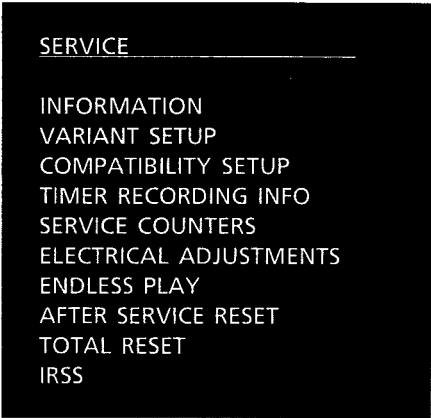 SERVICE
INFORMATION
VARIANT SETUP
COMPATIBILITY SETUP
TIMER RECORDING INFO
SERVICE COUNTERS
ELECTRICAL ADJUSTMENTS
ENDLESS PLAY
AFTER SERVICE RESET
TOTAL RESET
IRSS